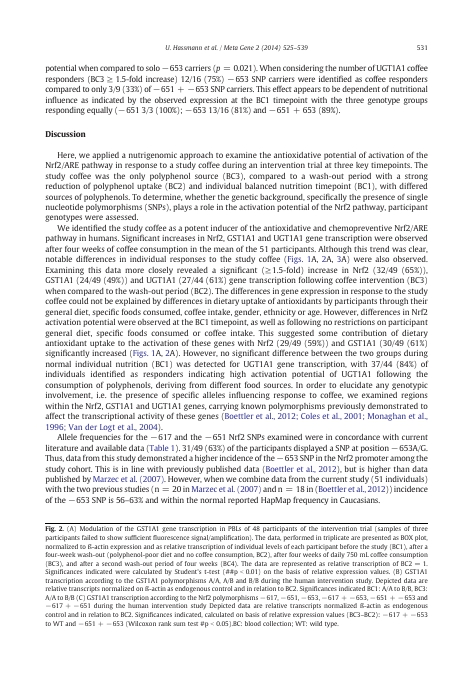 U. Hassmann et al. / Meta Gene 2 (2014) 525–539 531
potential when compared to solo −653 carriers (p = 0.021). When considering the number of UGT1A1 coffee
responders (BC3 ≥ 1.5-fold increase) 12/16 (75%) −653 SNP carriers were identified as coffee responders
compared to only 3/9 (33%) of −651 + −653 SNP carriers. This effect appears to be dependent of nutritional
influence as indicated by the observed expression at the BC1 timepoint with the three genotype groups
responding equally (−651 3/3 (100%); −653 13/16 (81%) and −651 + −653 (89%).
Discussion
Here, we applied a nutrigenomic approach to examine the antioxidative potential of activation of the
Nrf2/ARE pathway in response to a study coffee during an intervention trial at three key timepoints. The
study coffee was the only polyphenol source (BC3), compared to a wash-out period with a strong
reduction of polyphenol uptake (BC2) and individual balanced nutrition timepoint (BC1), with differed
sources of polyphenols. To determine, whether the genetic background, specifically the presence of single
nucleotide polymorphisms (SNPs), plays a role in the activation potential of the Nrf2 pathway, participant
genotypes were assessed.
We identified the study coffee as a potent inducer of the antioxidative and chemopreventive Nrf2/ARE
pathway in humans. Significant increases in Nrf2, GST1A1 and UGT1A1 gene transcription were observed
after four weeks of coffee consumption in the mean of the 51 participants. Although this trend was clear,
notable differences in individual responses to the study coffee (Figs. 1A, 2A, 3A) were also observed.
Examining this data more closely revealed a significant (≥1.5-fold) increase in Nrf2 (32/49 (65%)),
GST1A1 (24/49 (49%)) and UGT1A1 (27/44 (61%) gene transcription following coffee intervention (BC3)
when compared to the wash-out period (BC2). The differences in gene expression in response to the study
coffee could not be explained by differences in dietary uptake of antioxidants by participants through their
general diet, specific foods consumed, coffee intake, gender, ethnicity or age. However, differences in Nrf2
activation potential were observed at the BC1 timepoint, as well as following no restrictions on participant
general diet, specific foods consumed or coffee intake. This suggested some contribution of dietary
antioxidant uptake to the activation of these genes with Nrf2 (29/49 (59%)) and GST1A1 (30/49 (61%)
significantly increased (Figs. 1A, 2A). However, no significant difference between the two groups during
normal individual nutrition (BC1) was detected for UGT1A1 gene transcription, with 37/44 (84%) of
individuals identified as responders indicating high activation potential of UGT1A1 following the
consumption of polyphenols, deriving from different food sources. In order to elucidate any genotypic
involvement, i.e. the presence of specific alleles influencing response to coffee, we examined regions
within the Nrf2, GST1A1 and UGT1A1 genes, carrying known polymorphisms previously demonstrated to
affect the transcriptional activity of these genes (Boettler et al., 2012; Coles et al., 2001; Monaghan et al.,
1996; Van der Logt et al., 2004).
Allele frequencies for the −617 and the −651 Nrf2 SNPs examined were in concordance with current
literature and available data (Table 1). 31/49 (63%) of the participants displayed a SNP at position −653A/G.
Thus, data from this study demonstrated a higher incidence of the −653 SNP in the Nrf2 promoter among the
study cohort. This is in line with previously published data (Boettler et al., 2012), but is higher than data
published by Marzec et al. (2007). However, when we combine data from the current study (51 individuals)
with the two previous studies (n = 20 in Marzec et al. (2007) and n = 18 in (Boettler et al., 2012)) incidence
of the −653 SNP is 56–63% and within the normal reported HapMap frequency in Caucasians.
Fig. 2. (A) Modulation of the GST1A1 gene transcription in PBLs of 48 participants of the intervention trial (samples of three
participants failed to show sufficient fluorescence signal/amplification). The data, performed in triplicate are presented as BOX plot,
normalized to ß-actin expression and as relative transcription of individual levels of each participant before the study (BC1), after a
four-week wash-out (polyphenol-poor diet and no coffee consumption, BC2), after four weeks of daily 750 mL coffee consumption
(BC3), and after a second wash-out period of four weeks (BC4). The data are represented as relative transcription of BC2 = 1.
Significances indicated were calculated by Student's t-test (##p < 0.01) on the basis of relative expression values. (B) GST1A1
transcription according to the GST1A1 polymorphisms A/A, A/B and B/B during the human intervention study. Depicted data are
relative transcripts normalized to ß-actin as endogenous control and in relation to BC2. Significances indicated BC1: A/A to B/B, BC3:
A/A to B/B (C) GST1A1 transcription according to the Nrf2 polymorphisms −617, −651, −653, −617 + −653, −651 + −653 and
−617 + −651 during the human intervention study Depicted data are relative transcripts normalized ß-actin as endogenous
control and in relation to BC2. Significances indicated, calculated on basis of relative expression values (BC3–BC2): −617 + −653
to WT and −651 + −653 (Wilcoxon rank sum test #p < 0.05).BC: blood collection; WT: wild type.